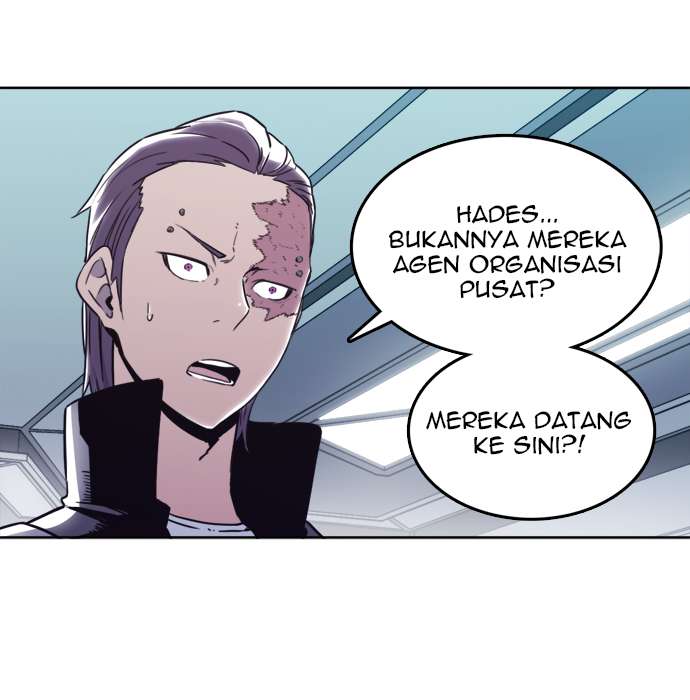 HADES...
BUKANNYA MEREKA
AGEN ORGANISASI
PUSAT?
MEREKA DATANG
KE SINI?!